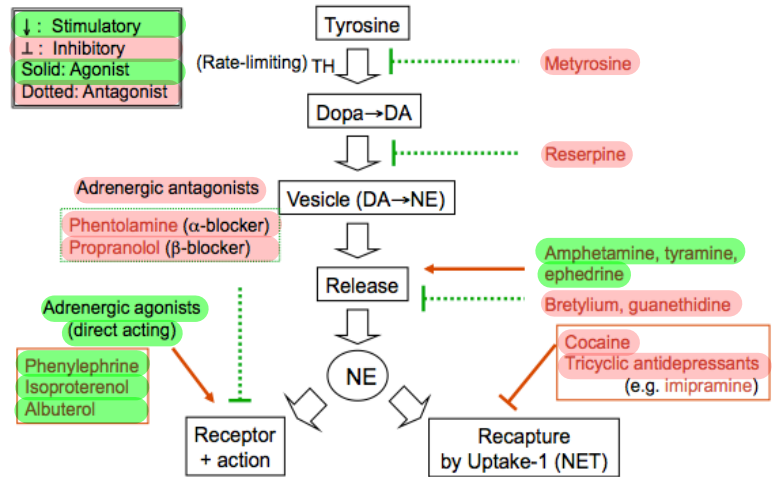 ↓ : Stimulatory
⊥ : Inhibitory
Solid: Agonist
Dotted: Antagonist
Tyrosine
(Rate-limiting) TH
Metyrosine
Dopa→DA
Reserpine
Adrenergic antagonists
Vesicle (DA→NE)
Phentolamine (α-blocker)
Propranolol (β-blocker)
Amphetamine, tyramine,
ephedrine
Release
Bretylium, guanethidine
Adrenergic agonists
(direct acting)
Cocaine
Tricyclic antidepressants
(e.g. imipramine)
Phenylephrine
Isoproterenol
Albuterol
NE
Receptor
+ action
Recapture
by Uptake-1 (NET)